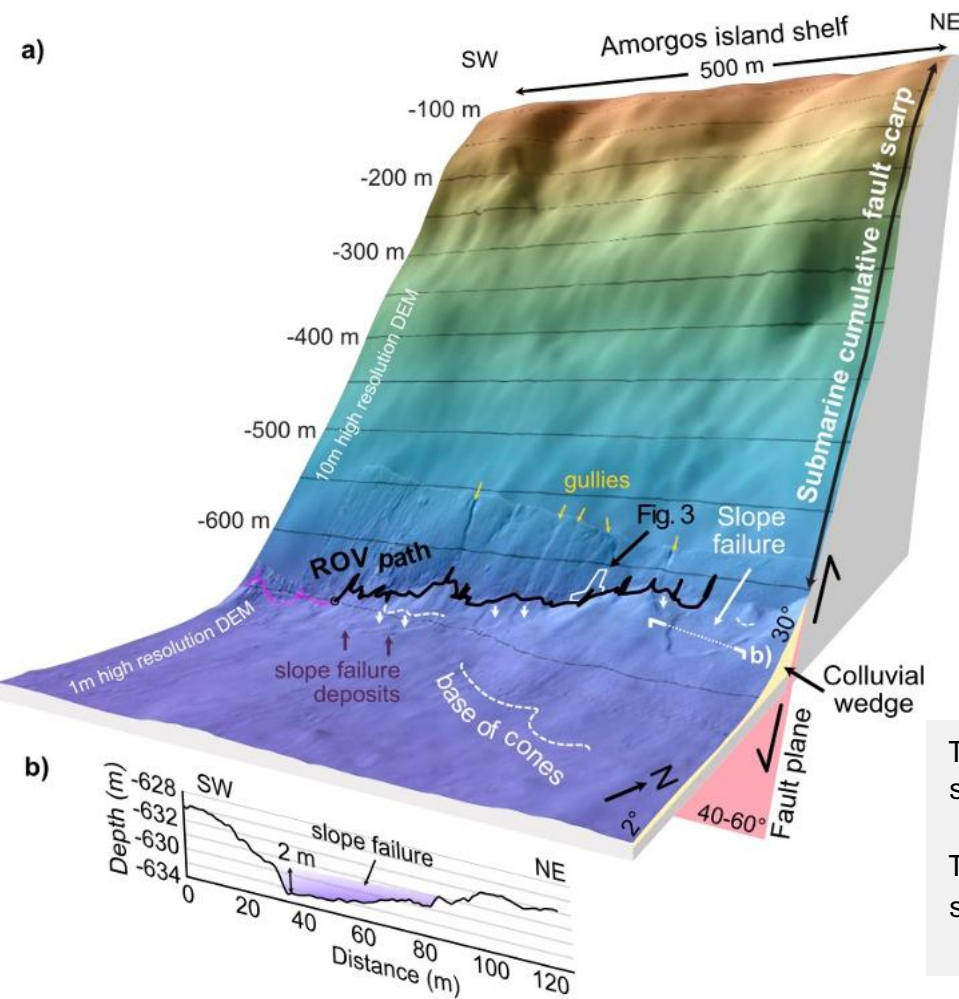 a)
SW
Amorgos island shelf
NE
500 m
-100 m
-200 m
-300 m
-400 m
-500 m
-600 m
10m high resolution DEM
Submarine cumulative fault scarp
gullies
Fig. 3
Slope
failure
ROV path
1m high resolution DEM
slope failure
deposits
base of cones
b)
30°
Colluvial
wedge
Fault plane
N
2°
40-60°
b)
Depth (m)
-628
-632
-630
-634
SW
slope failure
2 m
NE
0
20
40
60
80
100
120
Distance (m)
T
s
T
s